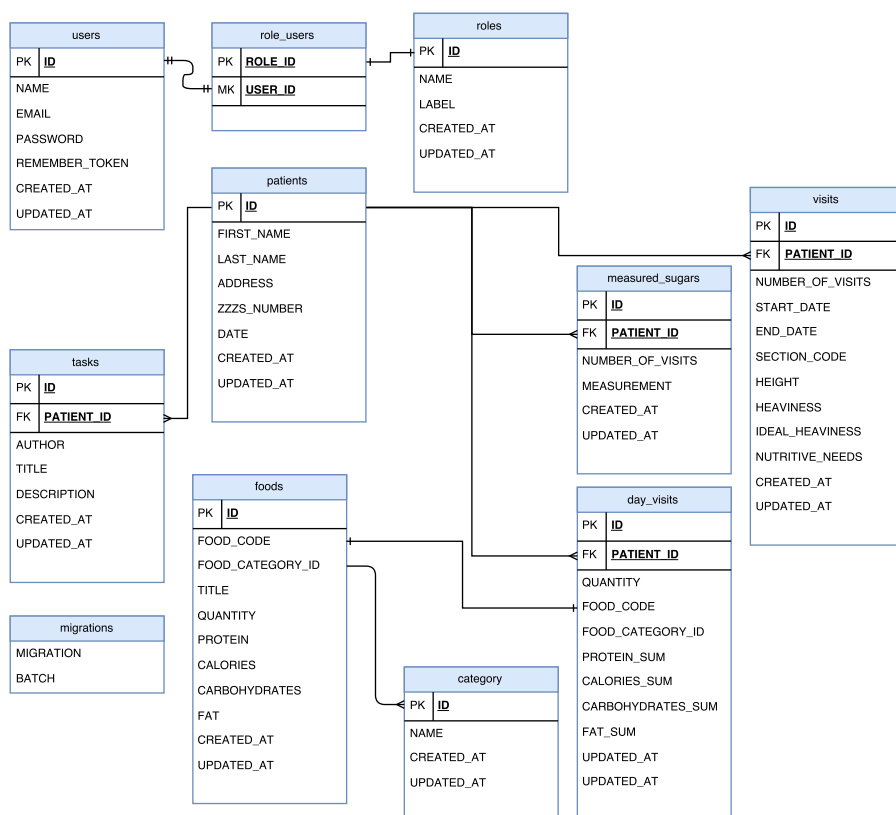 users
PK ID
NAME
EMAIL
PASSWORD
REMEMBER_TOKEN
CREATED_AT
UPDATED_AT
role_users
PK ROLE_ID
MK USER_ID
roles
PK ID
NAME
LABEL
CREATED_AT
UPDATED_AT
patients
PK ID
FIRST_NAME
LAST_NAME
ADDRESS
ZZZS_NUMBER
DATE
CREATED_AT
UPDATED_AT
visits
PK ID
FK PATIENT_ID
NUMBER_OF_VISITS
START_DATE
END_DATE
SECTION_CODE
HEIGHT
HEAVINESS
IDEAL_HEAVINESS
NUTRITIVE_NEEDS
CREATED_AT
UPDATED_AT
measured_sugars
PK ID
FK PATIENT_ID
NUMBER_OF_VISITS
MEASUREMENT
CREATED_AT
UPDATED_AT
tasks
PK ID
FK PATIENT_ID
AUTHOR
TITLE
DESCRIPTION
CREATED_AT
UPDATED_AT
foods
PK ID
FOOD_CODE
FOOD_CATEGORY_ID
TITLE
QUANTITY
PROTEIN
CALORIES
CARBOHYDRATES
FAT
CREATED_AT
UPDATED_AT
day_visits
PK ID
FK PATIENT_ID
QUANTITY
FOOD_CODE
FOOD_CATEGORY_ID
PROTEIN_SUM
CALORIES_SUM
CARBOHYDRATES_SUM
FAT_SUM
UPDATED_AT
UPDATED_AT
migrations
MIGRATION
BATCH
category
PK ID
NAME
CREATED_AT
UPDATED_AT